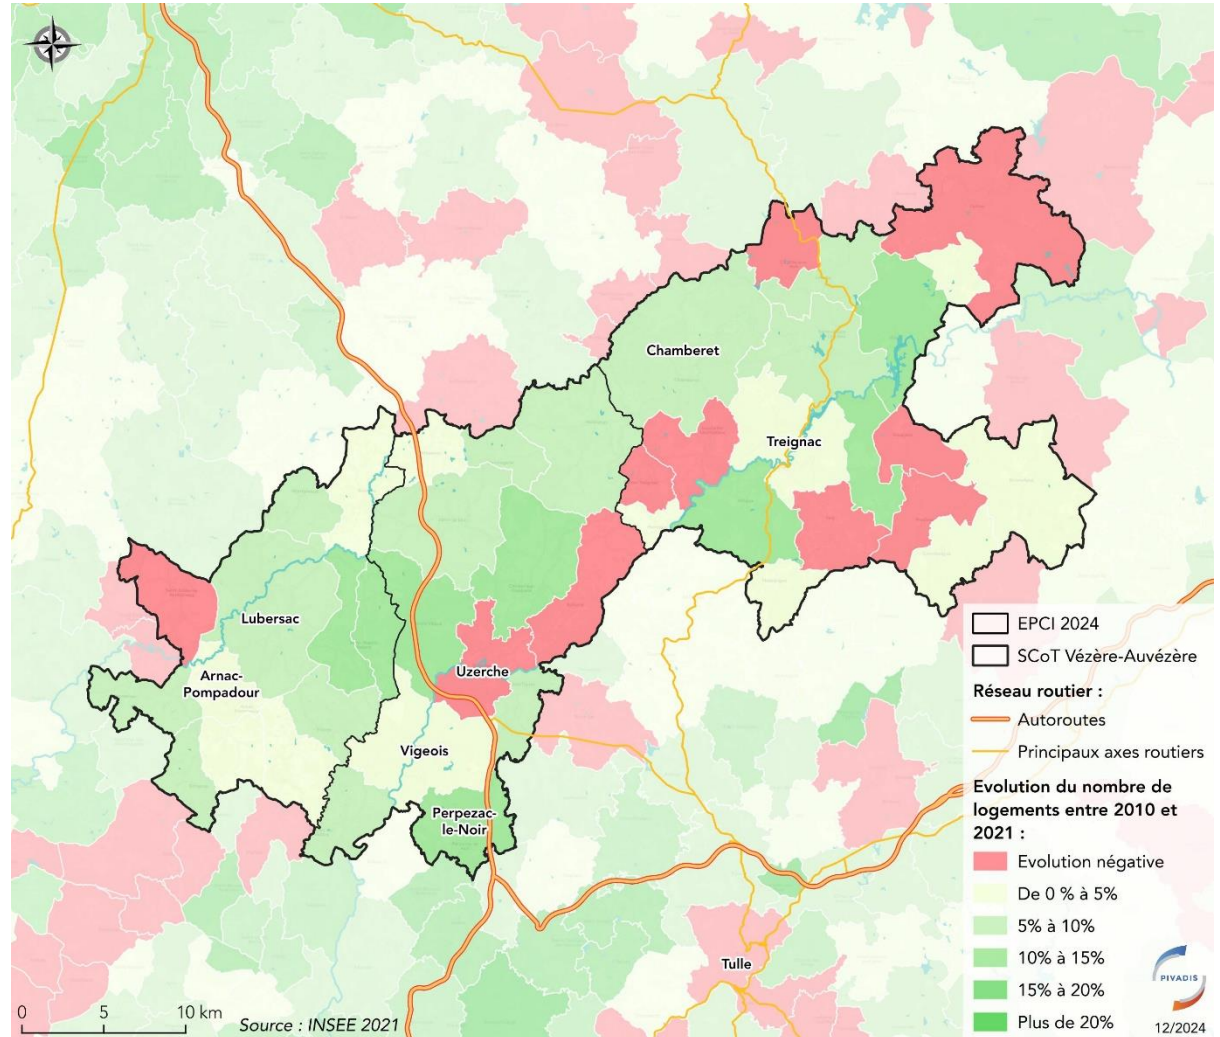 Chamberet
Treignac
Lubersac
Arnac-
Pompadour
Uzerche
Vigeois
Perpezac-
le-Noir
Tulle
EPCI 2024
SCoT Vézère-Auvézère
Réseau routier :
Autoroutes
Principaux axes routiers
Evolution du nombre de
logements entre 2010 et
2021 :
Evolution négative
De 0 % à 5%
5% à 10%
10% à 15%
15% à 20%
Plus de 20%
PIVADIS
12/2024
0 5 10 km
Source : INSEE 2021